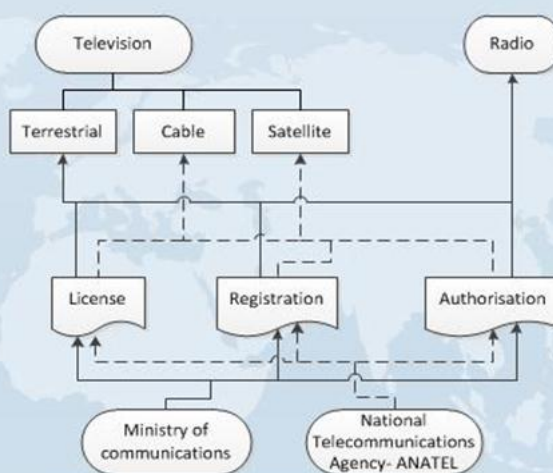 Television
Radio
Terrestrial
Cable
Satellite
License
Registration
Authorisation
Ministry of
communications
National
Telecommunications
Agency- ANATEL